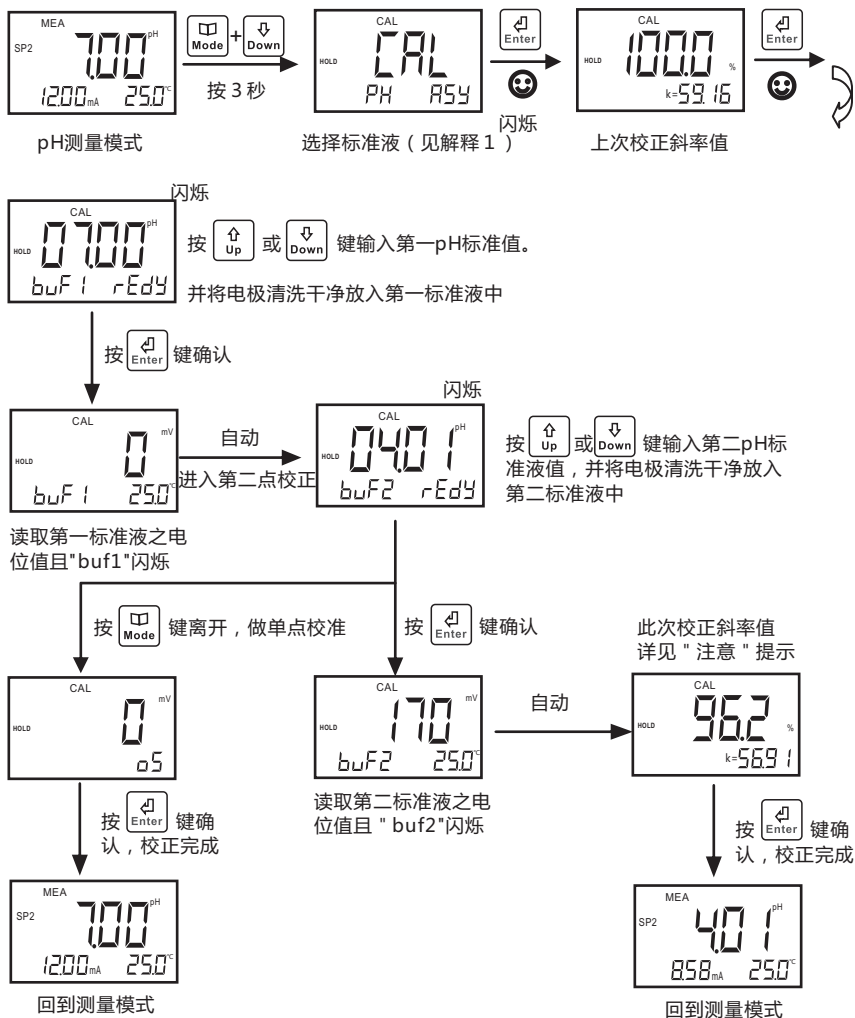 MEA
SP2
7.00 pH
12.00 mA 25.0 ℃
pH测量模式
Mode + Down
按 3 秒
CAL
HOLD
CAL
PH ASY
选择标准液(见解释 1 )
Enter
闪烁
CAL
HOLD
100.0 %
k=59.16
上次校正斜率值
Enter
闪烁
CAL
HOLD
07.00 pH
buF1 rEdY
按 Up 或 Down 键输入第一pH标准值。
并将电极清洗干净放入第一标准液中
按 Enter 键确认
CAL
HOLD
0 mV
buF1 25.0 ℃
读取第一标准液之电
位值且"buf1"闪烁
自动
进入第二点校正
闪烁
CAL
HOLD
04.01 pH
buF2 rEdY
按 Up 或 Down 键输入第二pH标
准液值,并将电极清洗干净放入
第二标准液中
按 Mode 键离开,做单点校准
按 Enter 键确认
此次校正斜率值
详见 " 注意 " 提示
CAL
HOLD
0 mV
oS
CAL
HOLD
170 mV
buF2 25.0 ℃
读取第二标准液之电
位值且 " buf2"闪烁
自动
CAL
HOLD
96.2 %
k=56.91
按 Enter 键确
认,校正完成
按 Enter 键确
认,校正完成
MEA
SP2
7.00 pH
12.00 mA 25.0 ℃
回到测量模式
MEA
SP2
4.01 pH
8.58 mA 25.0 ℃
回到测量模式